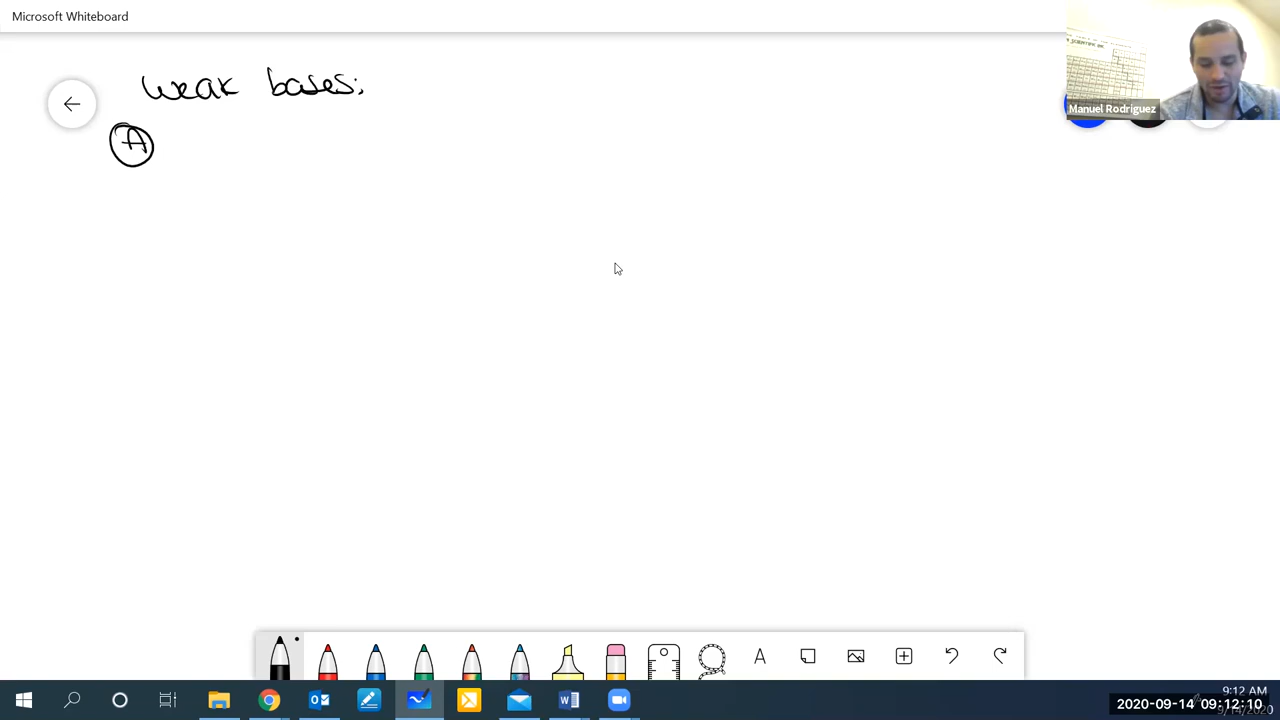 Microsoft Whiteboard
weak bases:
A
Manuel Rodriguez
A
9:12 AM
2020-09-14 09:12:10